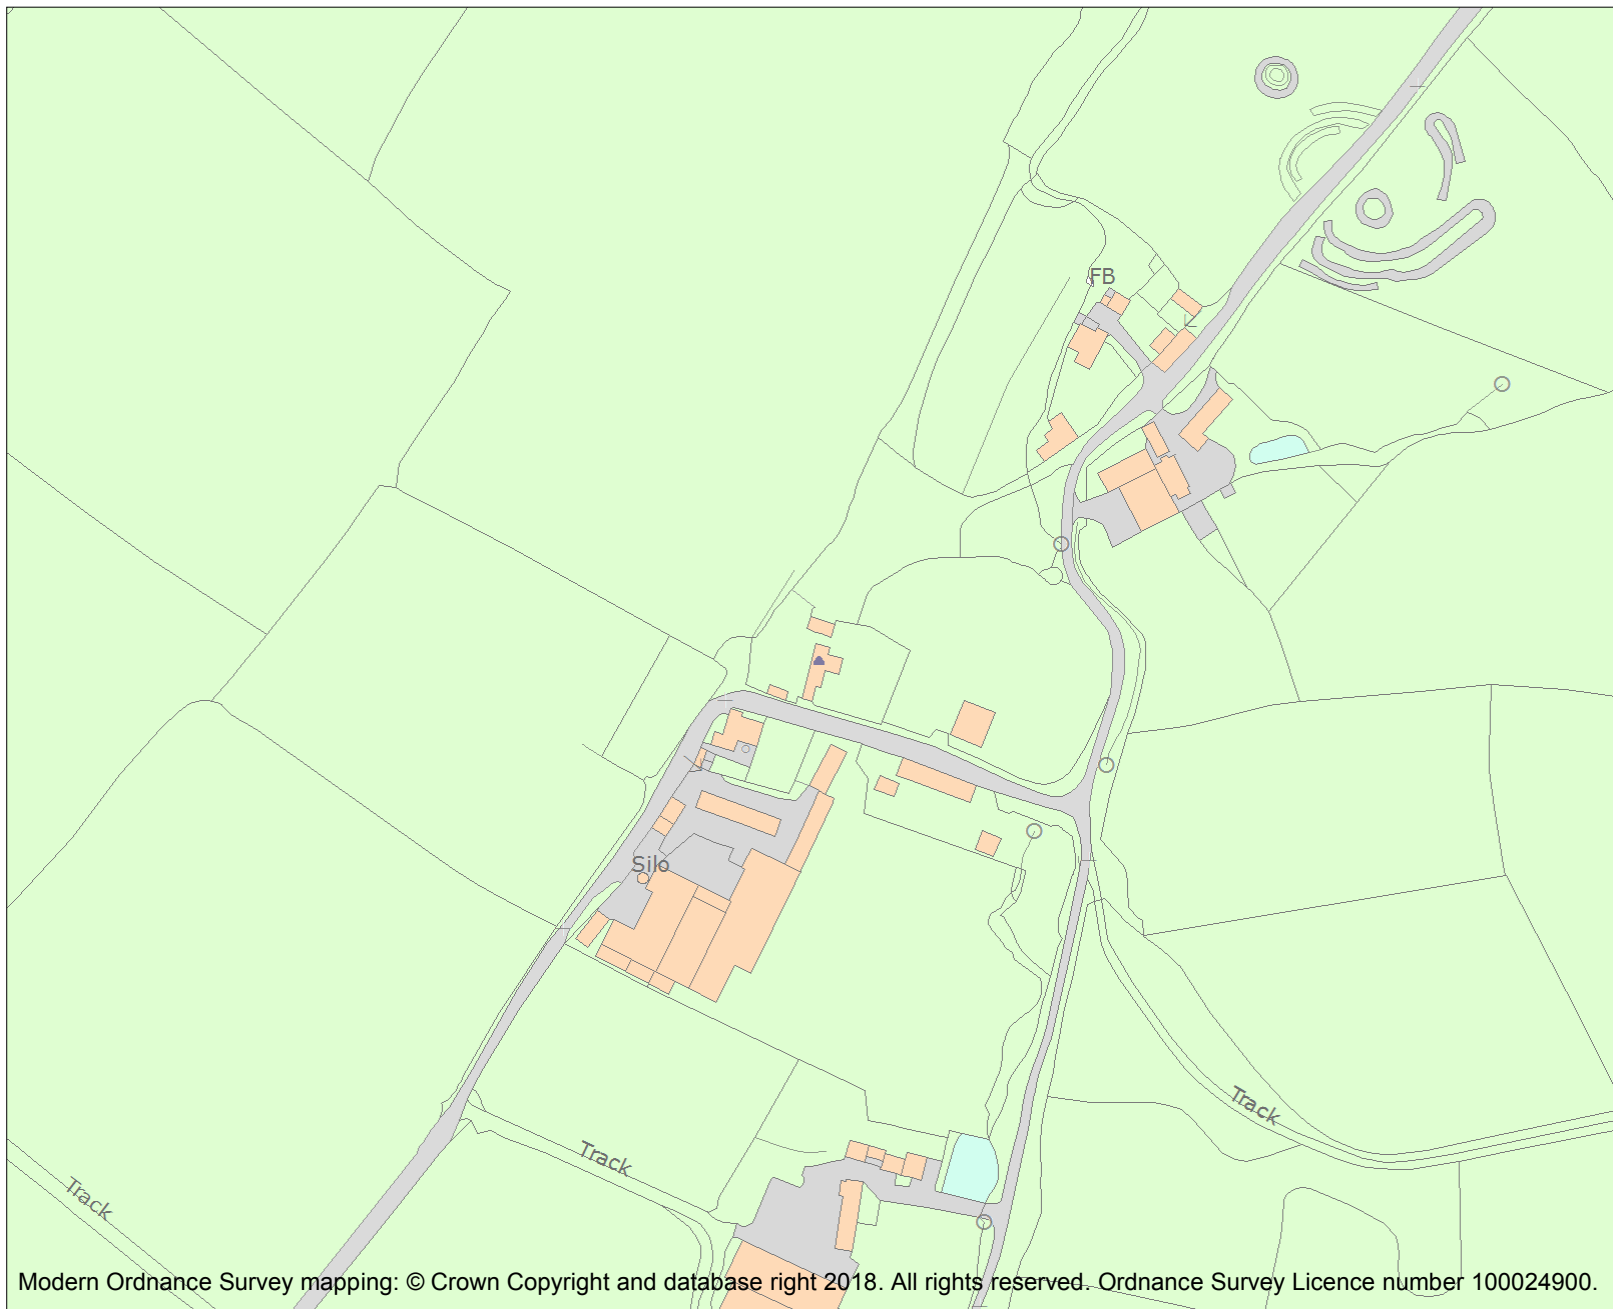 FB
Silo
Track
Track
Track
Modern Ordnance Survey mapping: © Crown Copyright and database right 2018. All rights reserved. Ordnance Survey Licence number 100024900.